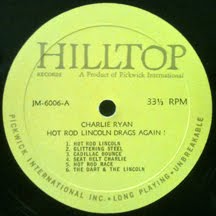 HILLTOP
RECORDS
A Product of Pickwick International
JM-6006-A
33⅓ RPM
CHARLIE RYAN
HOT ROD LINCOLN DRAGS AGAIN!
1. HOT ROD LINCOLN
2. GLITTERING STEEL
3. CADILLAC BOUNCE
4. SEAT BELT CHARLIE
5. HOT ROD RACE
6. THE DART & THE LINCOLN
PICKWICK INTERNATIONAL INC. • LONG PLAYING • UNBREAKABLE